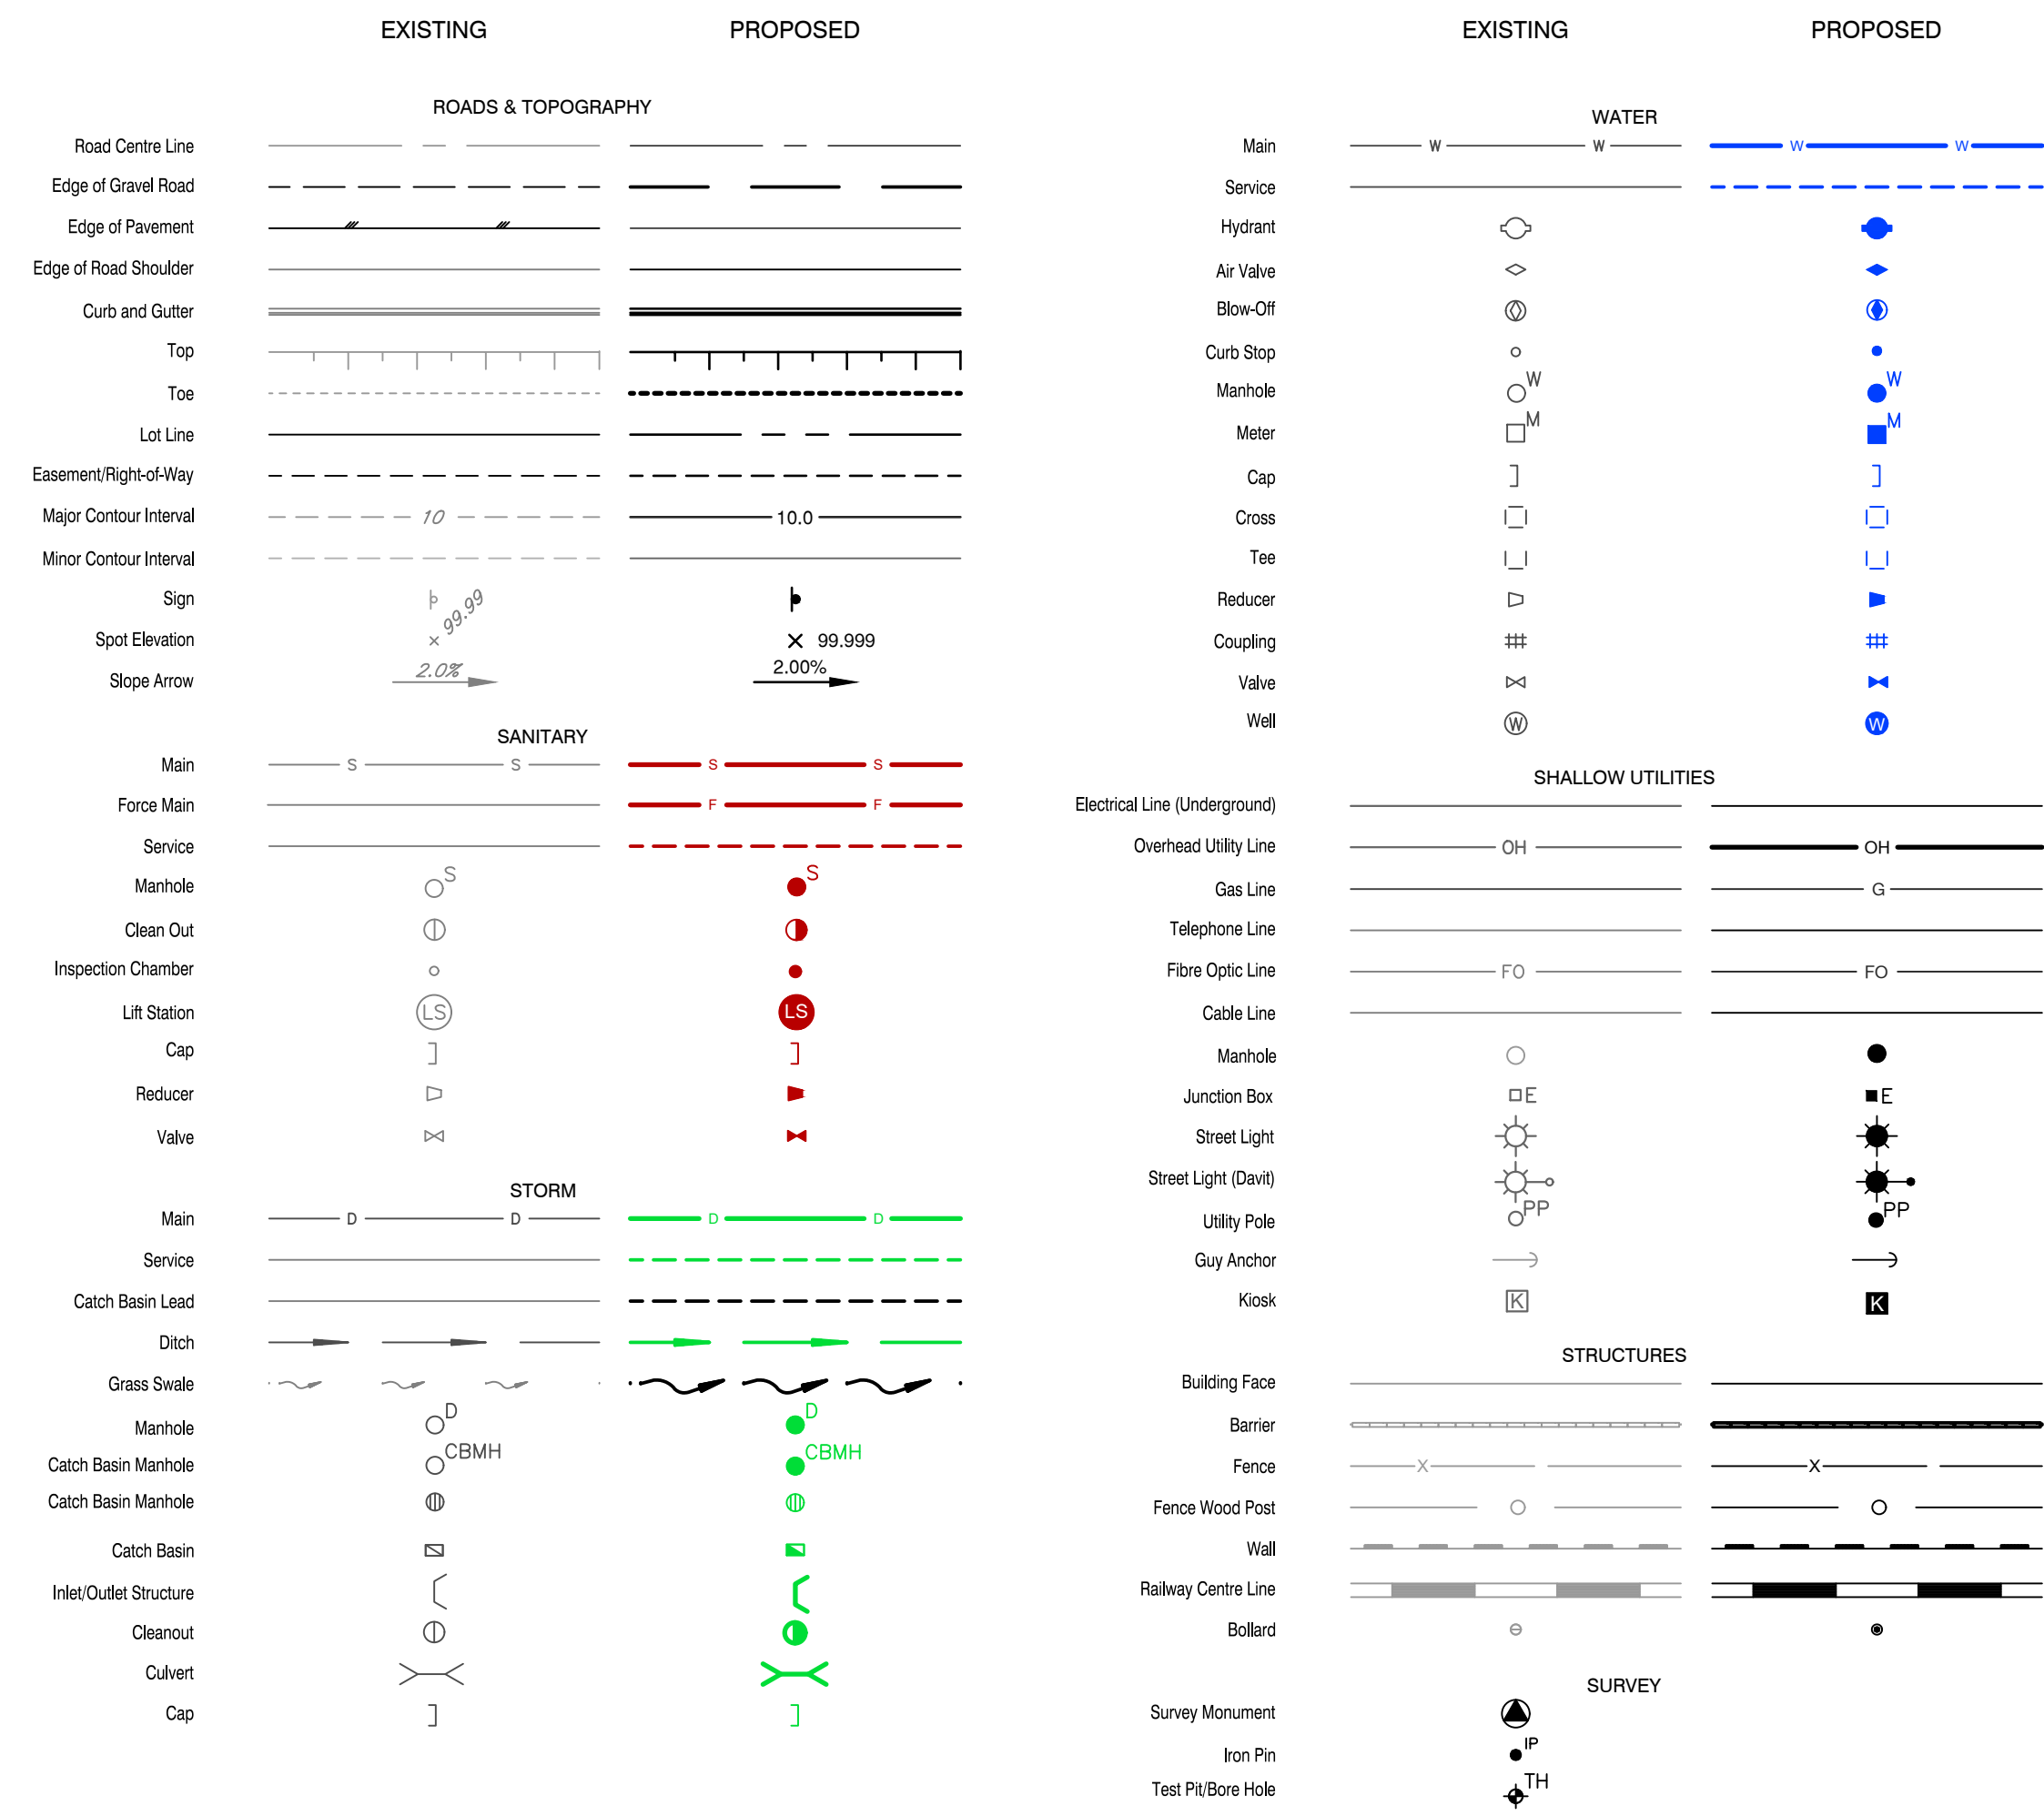 EXISTING PROPOSED
ROADS & TOPOGRAPHY
Road Centre Line
Edge of Gravel Road
Edge of Pavement
Edge of Road Shoulder
Curb and Gutter
Top
Toe
Lot Line
Easement/Right-of-Way
Major Contour Interval 10 10.0
Minor Contour Interval
Sign
Spot Elevation 99.99 99.999
Slope Arrow 2.0% 2.00%
SANITARY
Main S S S S
Force Main F F
Service
Manhole S S
Clean Out
Inspection Chamber
Lift Station LS LS
Cap
Reducer
Valve
STORM
Main D D D D
Service
Catch Basin Lead
Ditch
Grass Swale
Manhole D D
Catch Basin Manhole CBMH CBMH
Catch Basin Manhole
Catch Basin
Inlet/Outlet Structure
Cleanout
Culvert
Cap
EXISTING PROPOSED
WATER
Main W W W W
Service
Hydrant
Air Valve
Blow-Off
Curb Stop
Manhole W W
Meter M M
Cap
Cross
Tee
Reducer
Coupling
Valve
Well W W
SHALLOW UTILITIES
Electrical Line (Underground)
Overhead Utility Line OH OH
Gas Line G
Telephone Line
Fibre Optic Line FO FO
Cable Line
Manhole
Junction Box E E
Street Light
Street Light (Davit)
Utility Pole PP PP
Guy Anchor
Kiosk K K
STRUCTURES
Building Face
Barrier
Fence X X
Fence Wood Post
Wall
Railway Centre Line
Bollard
SURVEY
Survey Monument
Iron Pin IP
Test Pit/Bore Hole TH